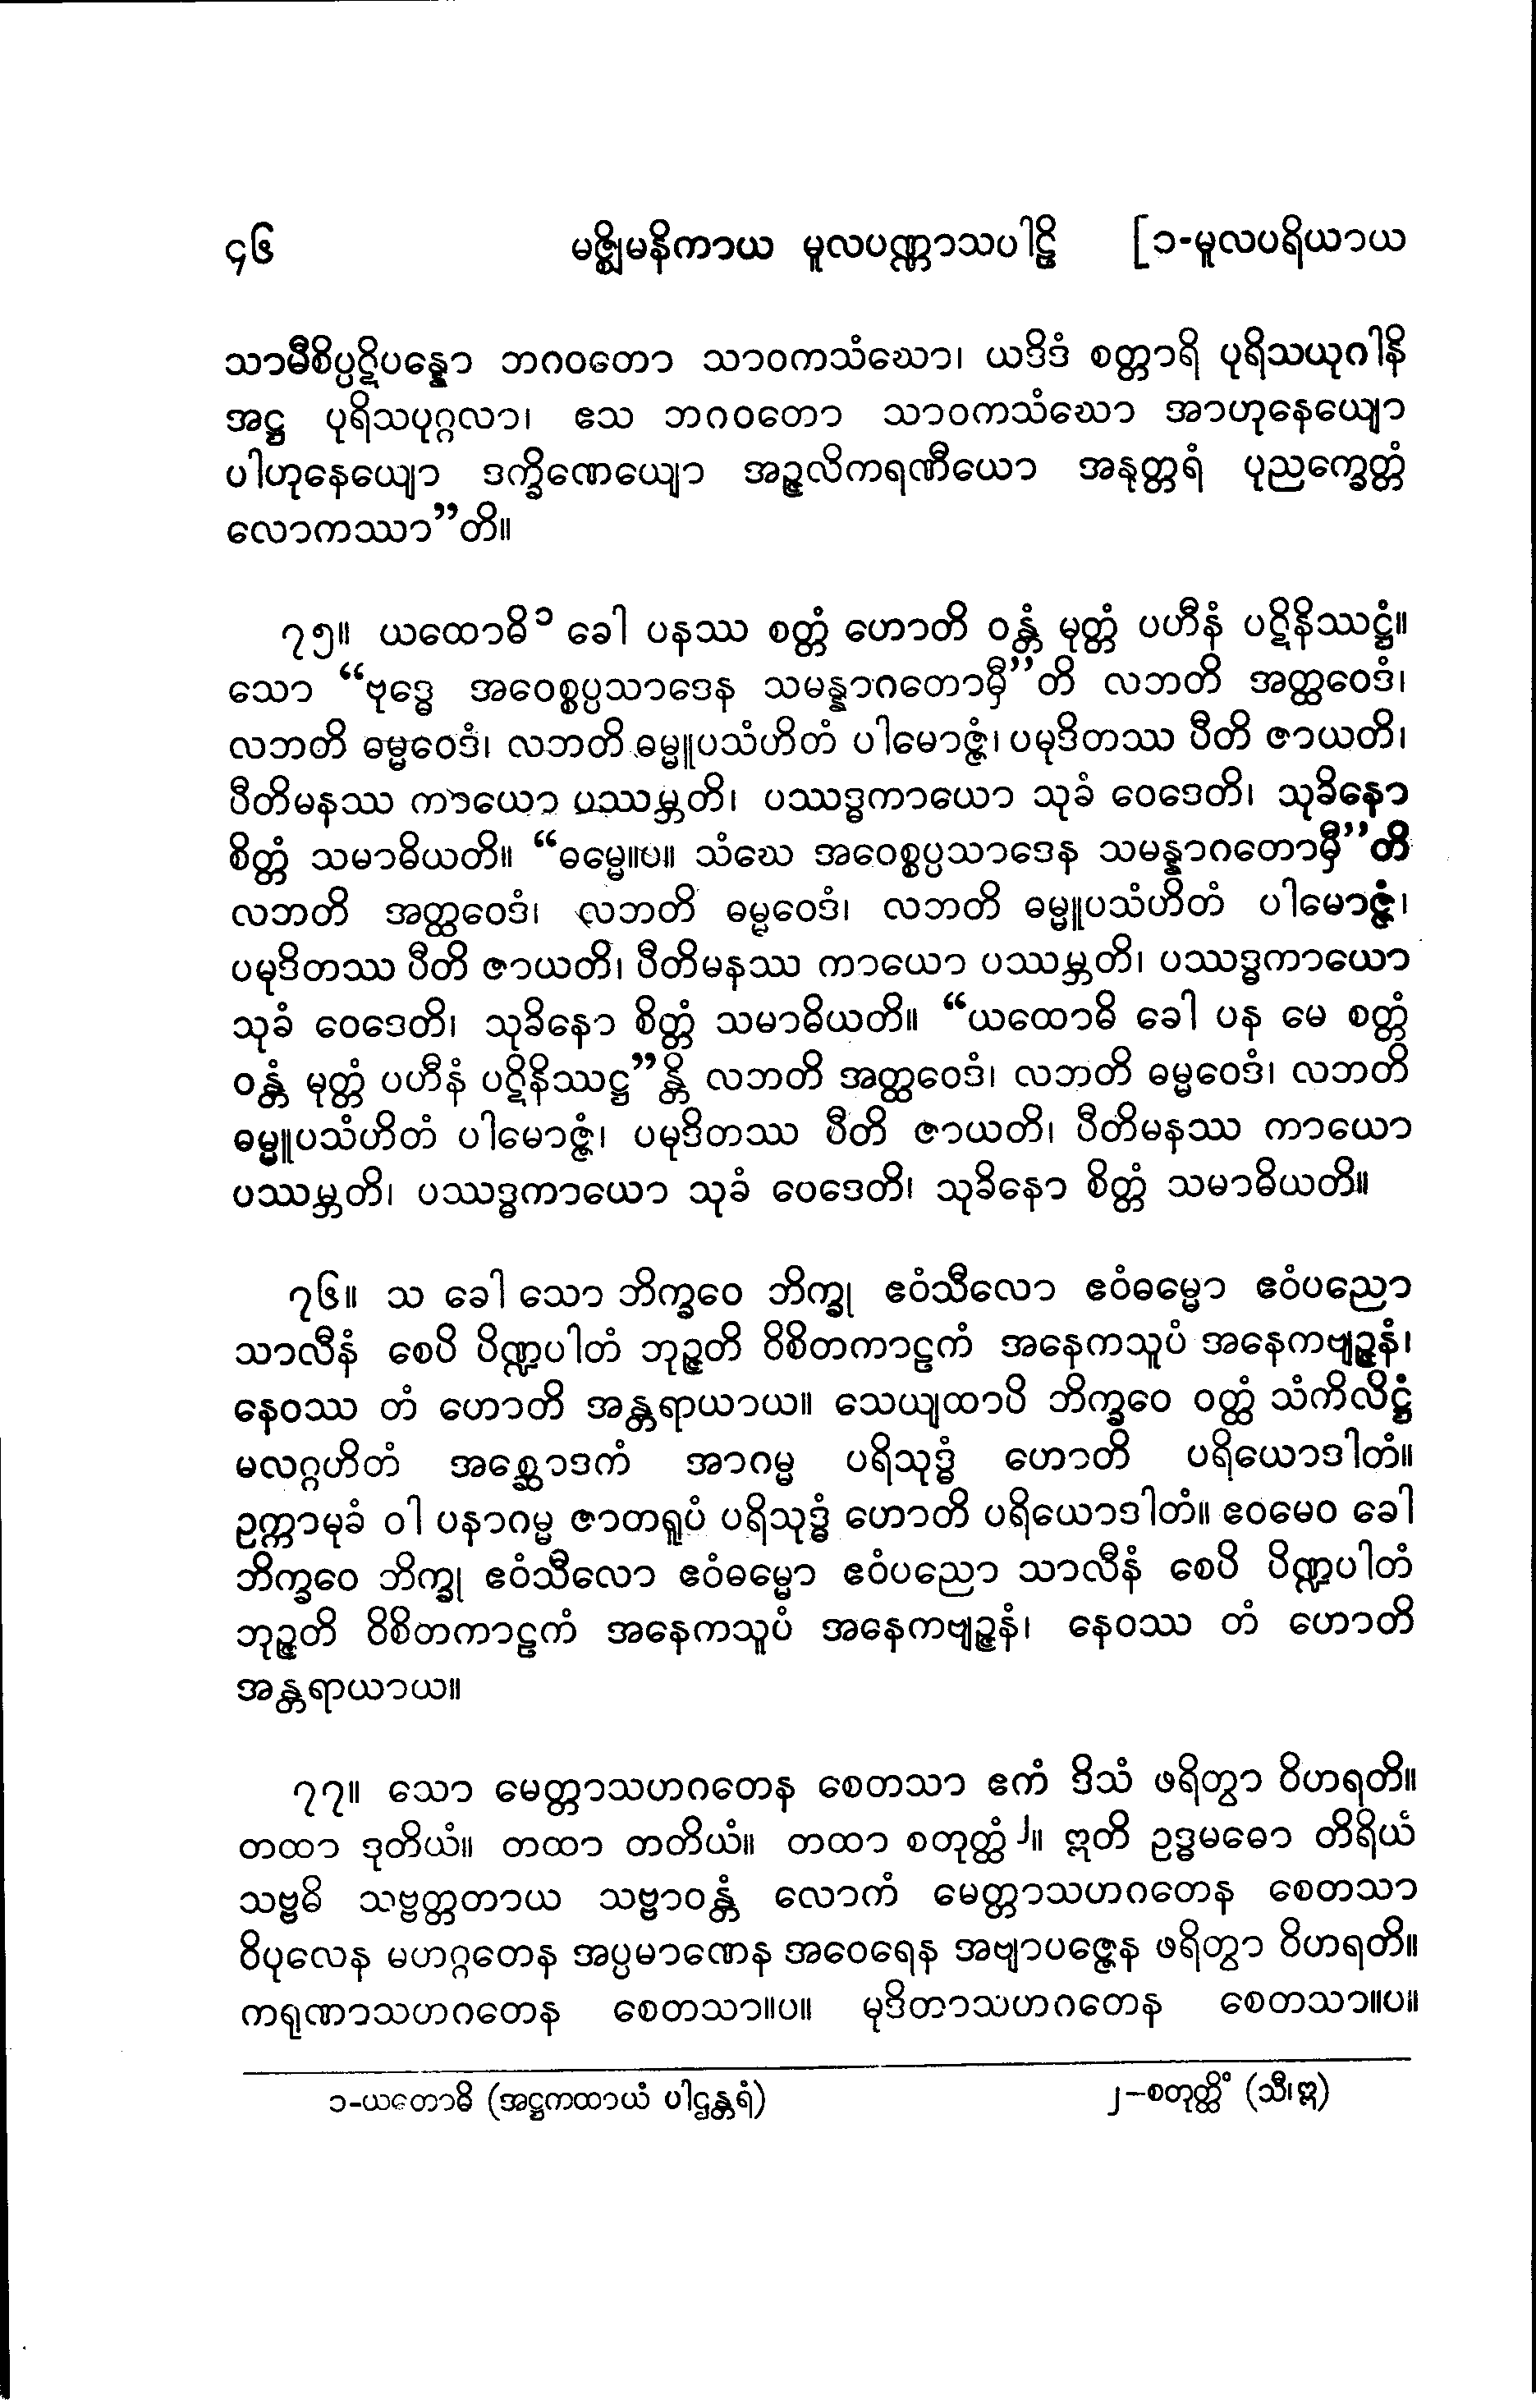 ၄၆ မဇ္ဈိမနိကာယ မူလပဏ္ဏာသပါဠိ [၁-မူလပရိယာယ
သာမီစိပ္ပဋိပန္နော ဘဂဝတော သာဝကသံဃော၊ ယဒိဒံ စတ္တာရိ ပုရိသယုဂါနိ
အဋ္ဌ ပုရိသပုဂ္ဂလာ၊ ဧသ ဘဂဝတော သာဝကသံဃော အာဟုနေယျော
ပါဟုနေယျော ဒက္ခိဏေယျော အဉ္ဇလိကရဏီယော အနုတ္တရံ ပုညက္ခေတ္တံ
လောကဿာ”တိ။
၇၅။ ယထောဓိ၁ ခေါ ပနဿ စတ္တံ ဟောတိ ဝန္တံ မုတ္တံ ပဟီနံ ပဋိနိဿဋ္ဌံ။
သော “ဗုဒ္ဓေ အဝေစ္စပ္ပသာဒေန သမန္နာဂတောမှီ”တိ လဘတိ အတ္ထဝေဒံ၊
လဘတိ ဓမ္မဝေဒံ၊ လဘတိ ဓမ္မူပသံဟိတံ ပါမောဇ္ဇံ၊ ပမုဒိတဿ ပီတိ ဇာယတိ၊
ပီတိမနဿ ကာယော ပဿမ္ဘတိ၊ ပဿဒ္ဓကာယော သုခံ ဝေဒေတိ၊ သုခိနော
စိတ္တံ သမာဓိယတိ။ “ဓမ္မေ။ပ။ သံဃေ အဝေစ္စပ္ပသာဒေန သမန္နာဂတောမှီ”တိ
လဘတိ အတ္ထဝေဒံ၊ လဘတိ ဓမ္မဝေဒံ၊ လဘတိ ဓမ္မူပသံဟိတံ ပါမောဇ္ဇံ၊
ပမုဒိတဿ ပီတိ ဇာယတိ၊ ပီတိမနဿ ကာယော ပဿမ္ဘတိ၊ ပဿဒ္ဓကာယော
သုခံ ဝေဒေတိ၊ သုခိနော စိတ္တံ သမာဓိယတိ။ “ယထောဓိ ခေါ ပန မေ စတ္တံ
ဝန္တံ မုတ္တံ ပဟီနံ ပဋိနိဿဋ္ဌ”န္တိ လဘတိ အတ္ထဝေဒံ၊ လဘတိ ဓမ္မဝေဒံ၊ လဘတိ
ဓမ္မူပသံဟိတံ ပါမောဇ္ဇံ၊ ပမုဒိတဿ ပီတိ ဇာယတိ၊ ပီတိမနဿ ကာယော
ပဿမ္ဘတိ၊ ပဿဒ္ဓကာယော သုခံ ဝေဒေတိ၊ သုခိနော စိတ္တံ သမာဓိယတိ။
၇၆။ သ ခေါ သော ဘိက္ခဝေ ဘိက္ခု ဧဝံသီလော ဧဝံဓမ္မော ဧဝံပညော
သာလီနံ စေပိ ပိဏ္ဍပါတံ ဘုဉ္ဇတိ ဝိစိတကာဠကံ အနေကသူပံ အနေကဗျဉ္ဇနံ၊
နေဝဿ တံ ဟောတိ အန္တရာယာယ။ သေယျထာပိ ဘိက္ခဝေ ဝတ္ထံ သံကိလိဋ္ဌံ
မလဂ္ဂဟိတံ အစ္ဆောဒကံ အာဂမ္မ ပရိသုဒ္ဓံ ဟောတိ ပရိယောဒါတံ။
ဥက္ကာမုခံ ဝါ ပနာဂမ္မ ဇာတရူပံ ပရိသုဒ္ဓံ ဟောတိ ပရိယောဒါတံ။ ဧဝမေဝ ခေါ
ဘိက္ခဝေ ဘိက္ခု ဧဝံသီလော ဧဝံဓမ္မော ဧဝံပညော သာလီနံ စေပိ ပိဏ္ဍပါတံ
ဘုဉ္ဇတိ ဝိစိတကာဠကံ အနေကသူပံ အနေကဗျဉ္ဇနံ၊ နေဝဿ တံ ဟောတိ
အန္တရာယာယ။
၇၇။ သော မေတ္တာသဟဂတေန စေတသာ ဧကံ ဒိသံ ဖရိတွာ ဝိဟရတိ။
တထာ ဒုတိယံ။ တထာ တတိယံ။ တထာ စတုတ္ထံ၂။ ဣတိ ဥဒ္ဓမဓော တိရိယံ
သဗ္ဗဓိ သဗ္ဗတ္တတာယ သဗ္ဗာဝန္တံ လောကံ မေတ္တာသဟဂတေန စေတသာ
ဝိပုလေန မဟဂ္ဂတေန အပ္ပမာဏေန အဝေရေန အဗျာပဇ္ဇေန ဖရိတွာ ဝိဟရတိ။
ကရုဏာသဟဂတေန စေတသာ။ပ။ မုဒိတာသဟဂတေန စေတသာ။ပ။
၁-ယတောဓိ (အဋ္ဌကထာယံ ပါဌန္တရံ) ၂-စတုတ္ထိံ (သီ၊ဣ)